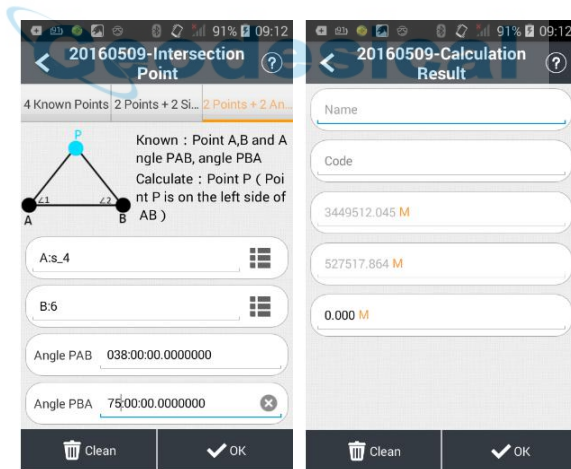 91% 09:12
20160509-Intersection
Point
?
4 Known Points 2 Points + 2 Si... 2 Points + 2 An...
P
∠1 ∠2
A B
Known : Point A,B and A
ngle PAB, angle PBA
Calculate : Point P ( Poi
nt P is on the left side of
AB )
A:s_4
B:6
Angle PAB 038:00:00.0000000
Angle PBA 75:00:00.0000000
Clean OK
91% 09:12
20160509-Calculation
Result
?
Name
Code
3449512.045 M
527517.864 M
0.000 M
Clean OK